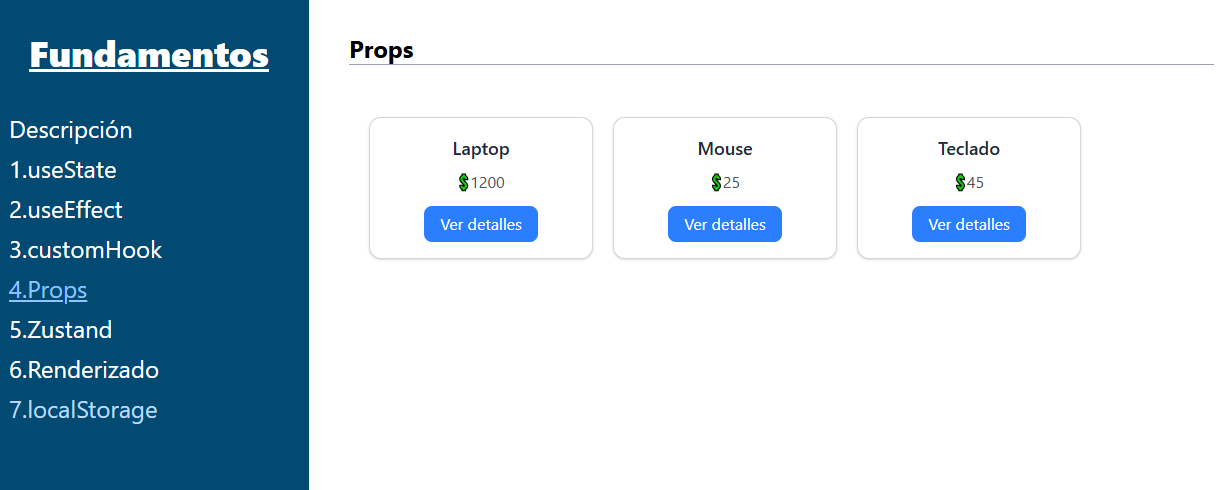 Fundamentos
Descripción
1.useState
2.useEffect
3.customHook
4.Props
5.Zustand
6.Renderizado
7.localStorage
Props
Laptop
💲1200
Ver detalles
Mouse
💲25
Ver detalles
Teclado
💲45
Ver detalles